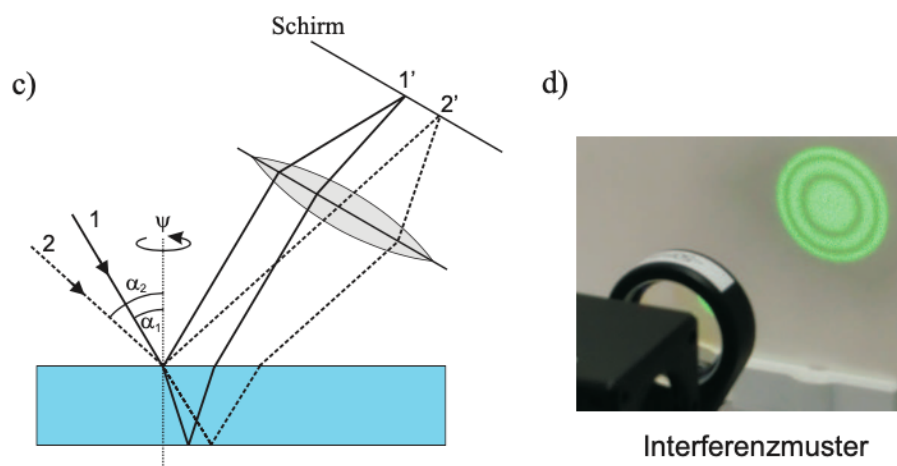 Schirm
c)
1’
2’
d)
1
2
ψ
α₂
α₁
Interferenzmuster